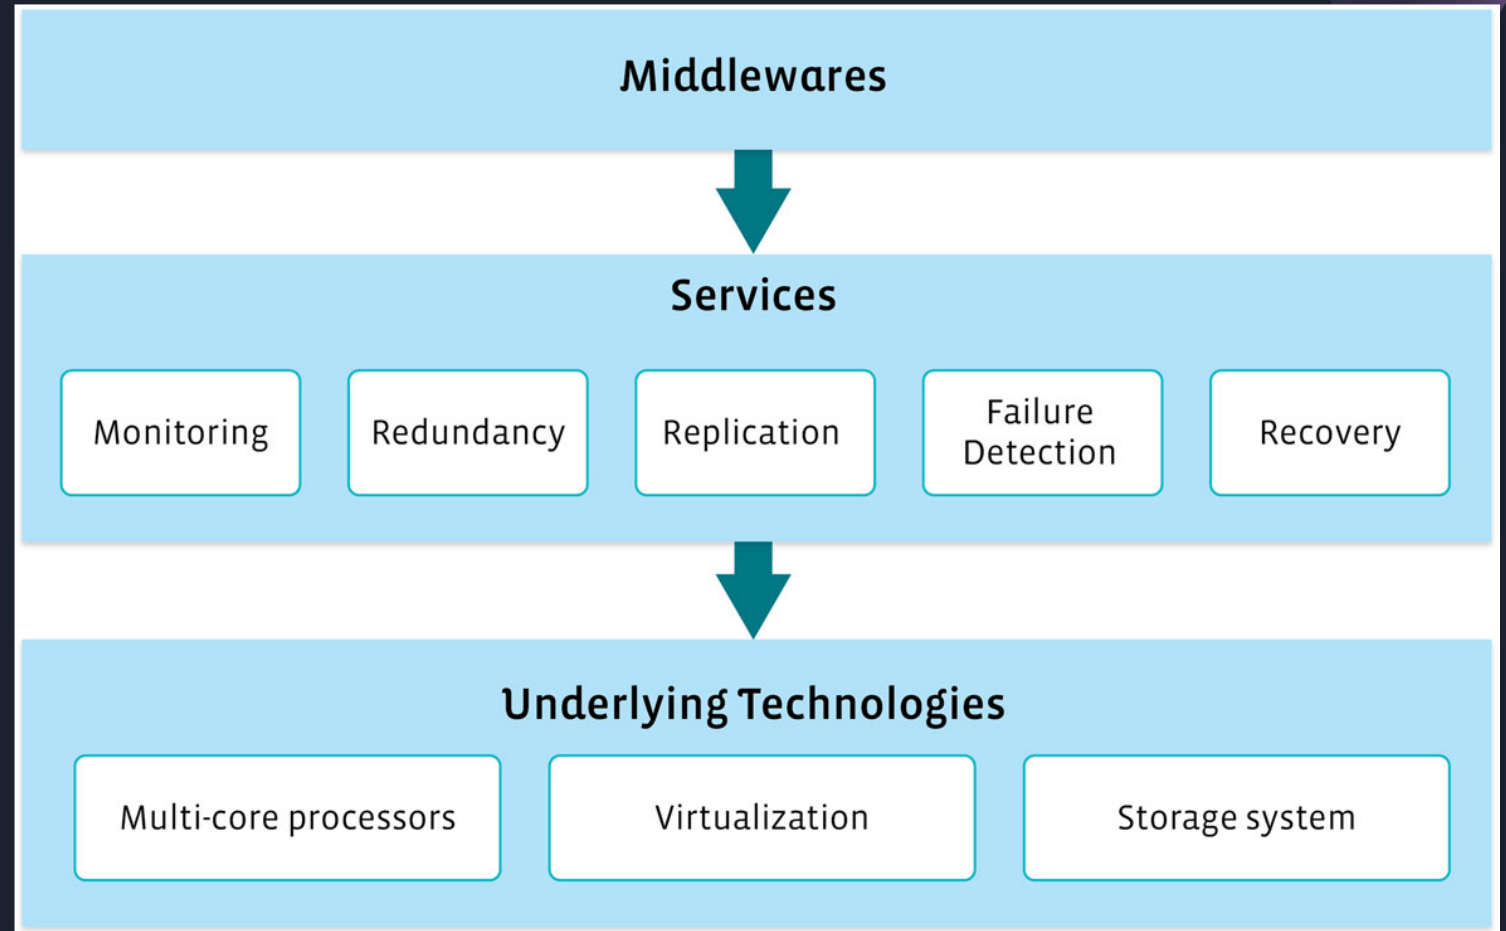 Middlewares
Services
Monitoring
Redundancy
Replication
Failure
Detection
Recovery
Underlying Technologies
Multi-core processors
Virtualization
Storage system